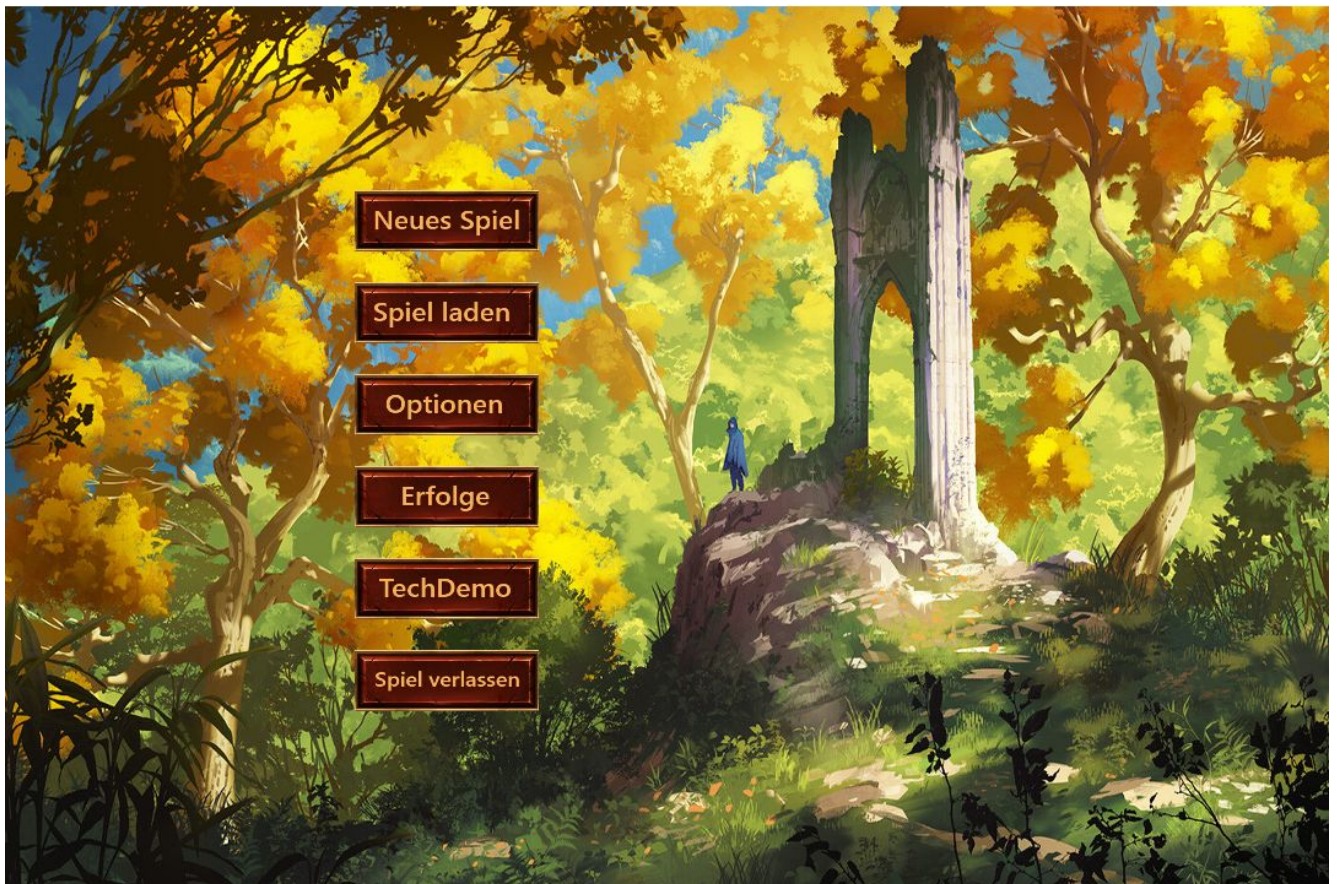 Neues Spiel
Spiel laden
Optionen
Erfolge
TechDemo
Spiel verlassen